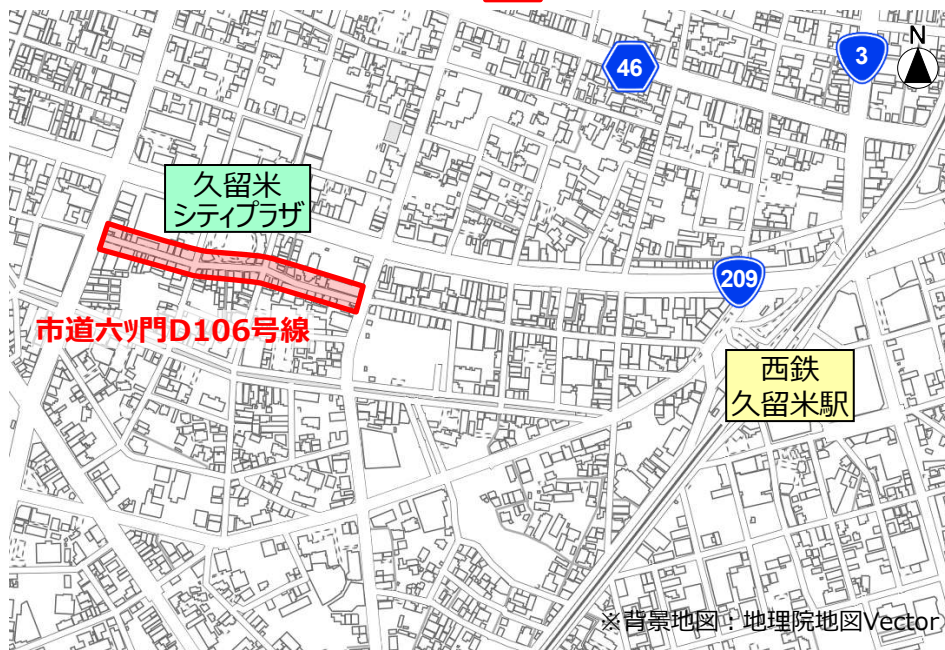 N
46
3
久留米
シティプラザ
209
市道六ツ門D106号線
西鉄
久留米駅
※背景地図：地理院地図Vector